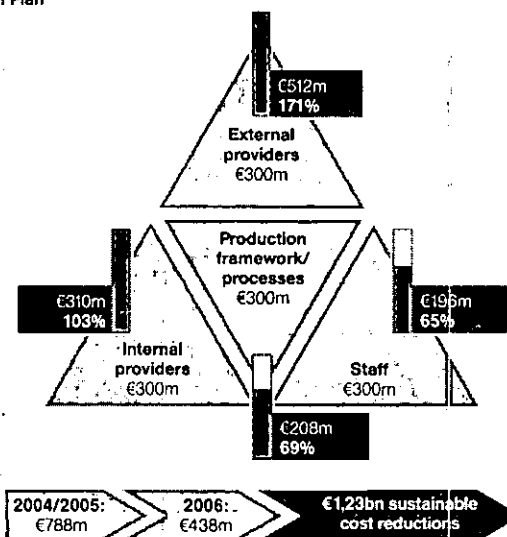 Plan
€512m
171%
External
providers
€300m
Production
framework/
processes
€300m
€310m
103%
€196m
65%
Internal
providers
€300m
Staff
€300m
€208m
69%
2004/2005:
€788m
2006:
€438m
€1,23bn sustainable
cost reductions